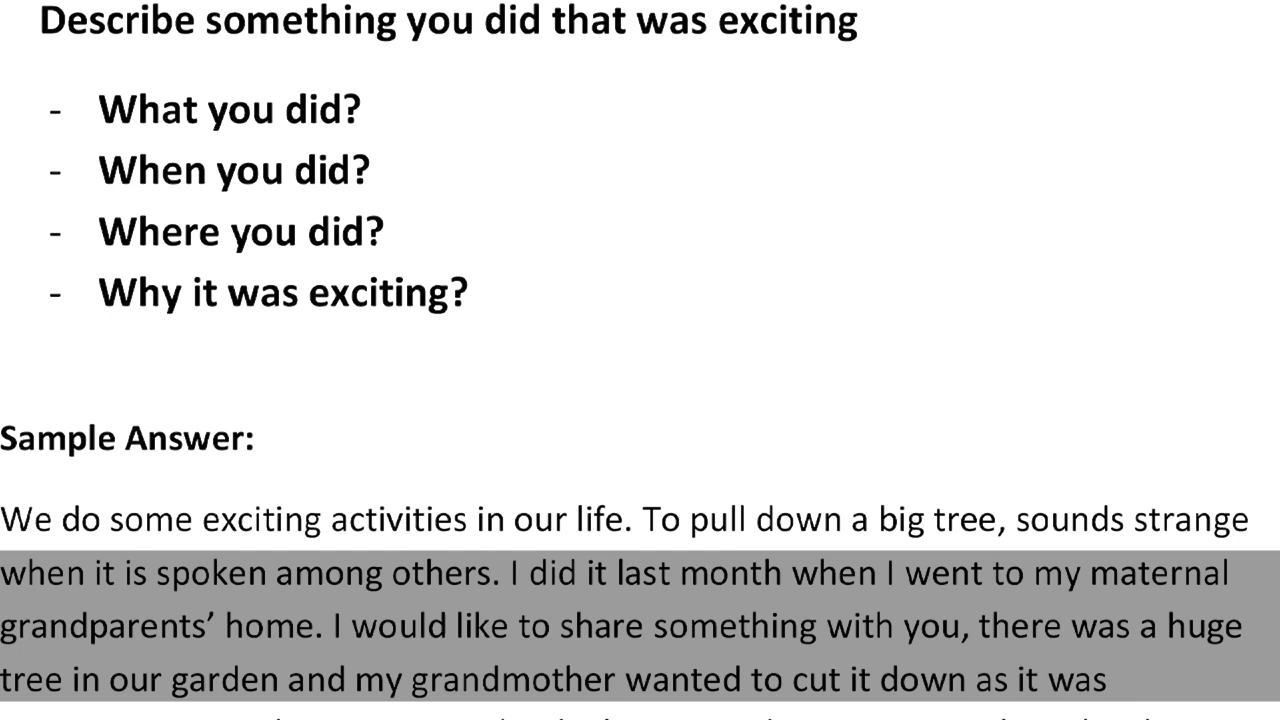 Describe something you did that was exciting
- What you did?
- When you did?
- Where you did?
- Why it was exciting?
Sample Answer:
We do some exciting activities in our life. To pull down a big tree, sounds strange
when it is spoken among others. I did it last month when I went to my maternal
grandparents’ home. I would like to share something with you, there was a huge
tree in our garden and my grandmother wanted to cut it down as it was